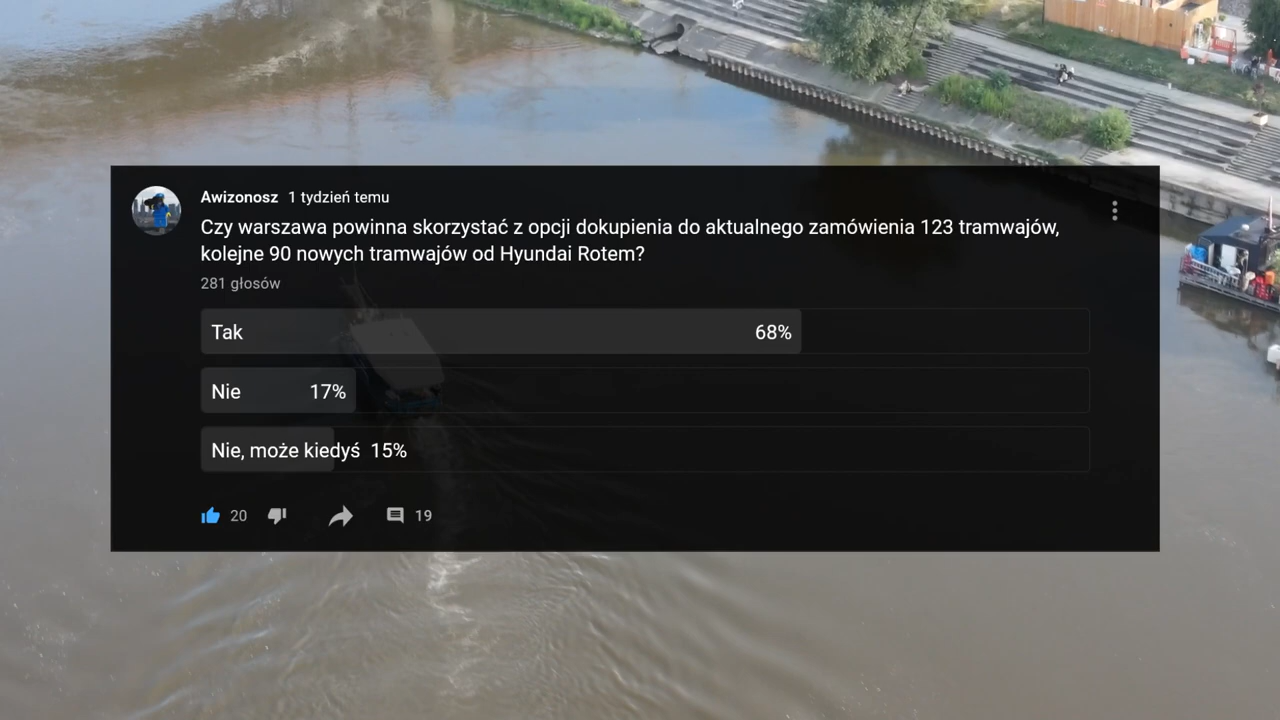 Awizonosz 1 tydzień temu
Czy warszawa powinna skorzystać z opcji dokupienia do aktualnego zamówienia 123 tramwajów,
kolejne 90 nowych tramwajów od Hyundai Rotem?
281 głosów
Tak 68%
Nie 17%
Nie, może kiedyś 15%
20 19